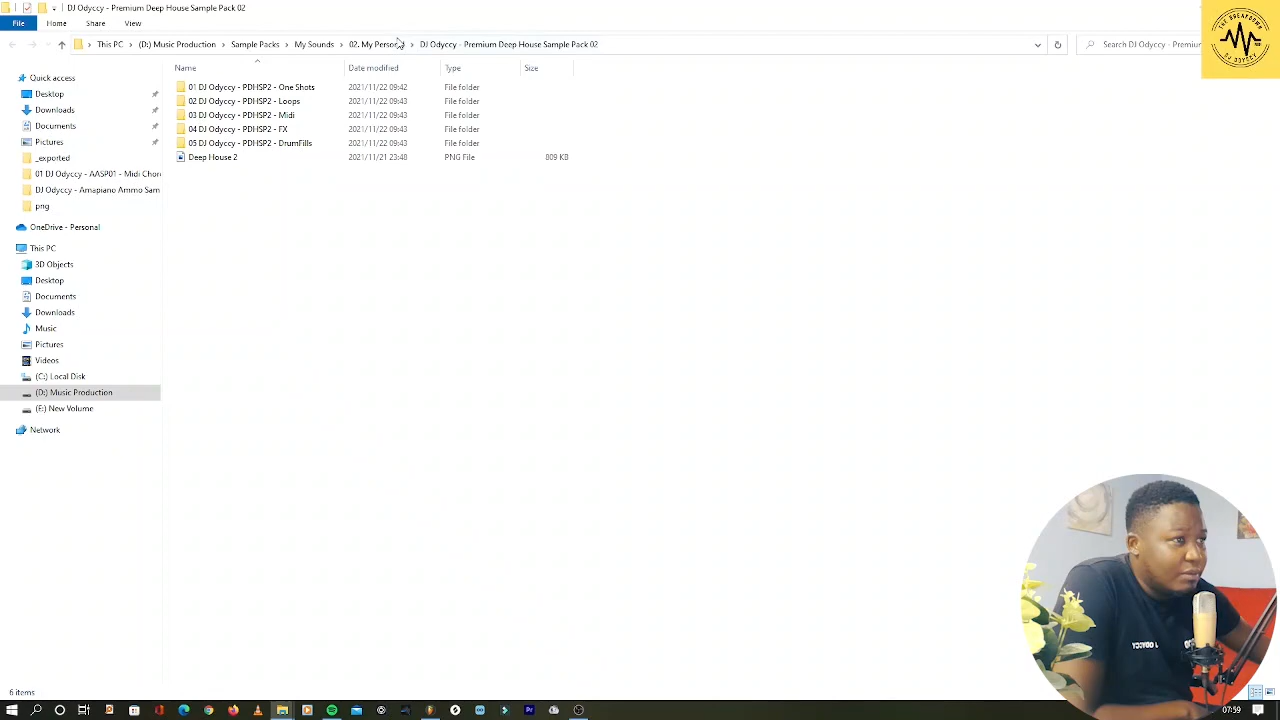 DJ Odyccy - Premium Deep House Sample Pack 02
File Home Share View
This PC > (D:) Music Production > Sample Packs > My Sounds > 02. My Person > DJ Odyccy - Premium Deep House Sample Pack 02
Search DJ Odyccy - Premium
Name Date modified Type Size
01 DJ Odyccy - PDHSP2 - One Shots 2021/11/22 09:42 File folder
02 DJ Odyccy - PDHSP2 - Loops 2021/11/22 09:43 File folder
03 DJ Odyccy - PDHSP2 - Midi 2021/11/22 09:43 File folder
04 DJ Odyccy - PDHSP2 - FX 2021/11/22 09:43 File folder
05 DJ Odyccy - PDHSP2 - DrumFills 2021/11/22 09:43 File folder
Deep House 2 2021/11/21 23:48 PNG File 809 KB
Quick access
Desktop
Downloads
Documents
Pictures
_exported
01 DJ Odyccy - AASP01 - Midi Chor
DJ Odyccy - Amapiano Ammo Sam
png
OneDrive - Personal
This PC
3D Objects
Desktop
Documents
Downloads
Music
Pictures
Videos
(C:) Local Disk
(D:) Music Production
(E:) New Volume
Network
6 items
07:59
DJ ODYCCY